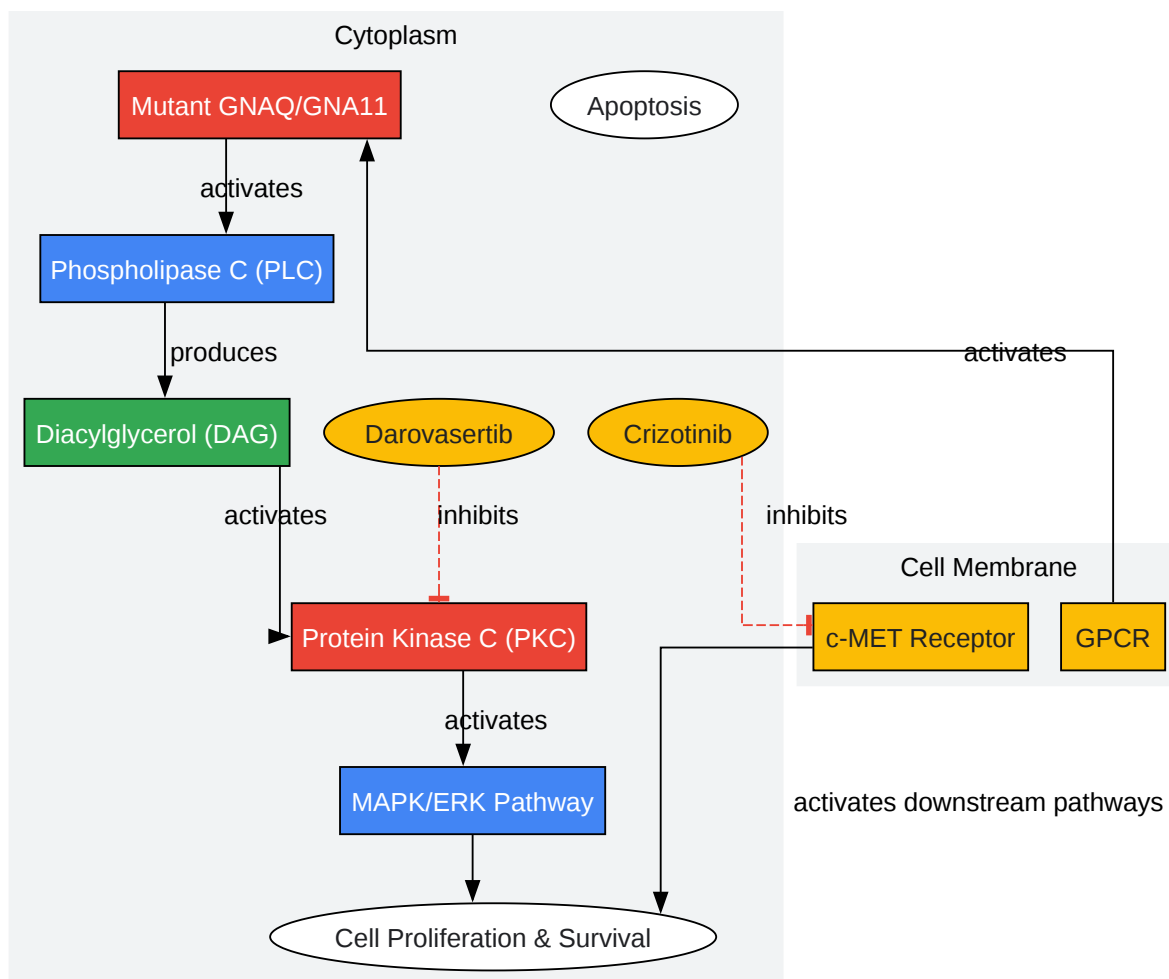 Cytoplasm
Mutant GNAQ/GNA11
Apoptosis
activates
Phospholipase C (PLC)
produces
activates
Diacylglycerol (DAG)
Darovasertib
Crizotinib
activates
inhibits
inhibits
Cell Membrane
Protein Kinase C (PKC)
c-MET Receptor
GPCR
activates
MAPK/ERK Pathway
activates downstream pathways
Cell Proliferation & Survival